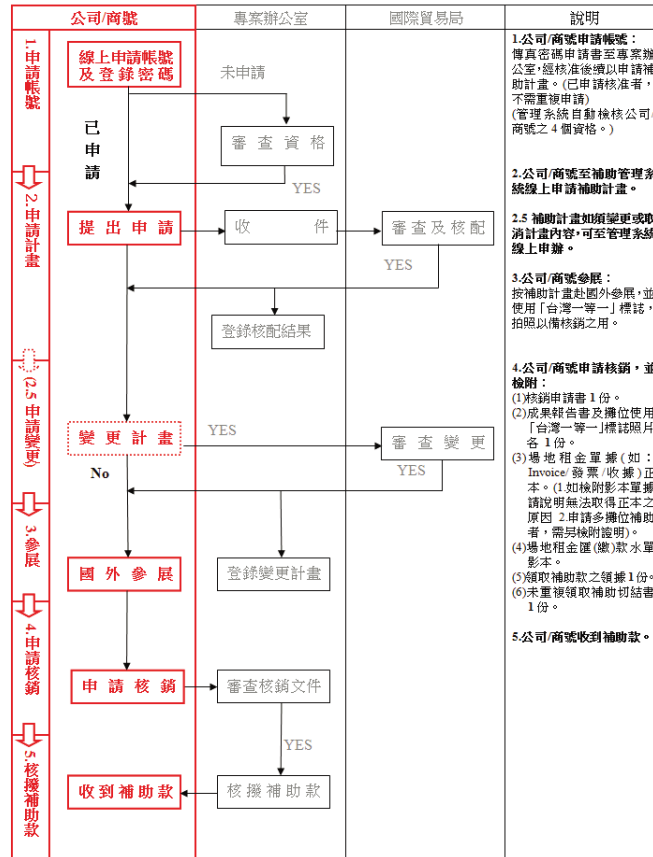 公司/商號
專案辦公室
國際貿易局
說明
1.申請帳號
線上申請帳號
及登錄密碼
未申請
已申請
審查資格
YES
2.申請計畫
提出申請
收件
審查及核配
YES
登錄核配結果
(2.5申請變更)
變更計畫
YES
審查變更
No
YES
3.參展
國外參展
登錄變更計畫
4.申請核銷
申請核銷
審查核銷文件
YES
5.核撥補助款
收到補助款
核撥補助款
1.公司/商號申請帳號：
傳真密碼申請書至專案辦
公室,經核准後續以申請補
助計畫。(已申請核准者，
不需重複申請)
(管理系統自動檢核公司/
商號之4個資格。)
2.公司/商號至補助管理系
統線上申請補助計畫。
2.5 補助計畫如須變更或取
消計畫內容,可至管理系統
線上申辦。
3.公司/商號參展：
按補助計畫赴國外參展,並
使用「台灣一等一」標誌，
拍照以備核銷之用。
4.公司/商號申請核銷，並
檢附：
(1)核銷申請書1份。
(2)成果報告書及攤位使用
「台灣一等一」標誌照片
各1份。
(3)場地租金單據(如：
Invoice/發票/收據)正
本。(1.如檢附影本單據
請說明無法取得正本之
原因 2.申請多攤位補助
者，需另檢附證明)。
(4)場地租金匯(繳)款水單
影本。
(5)領取補助款之領據1份。
(6)未重複領取補助切結書
1份。
5.公司/商號收到補助款。